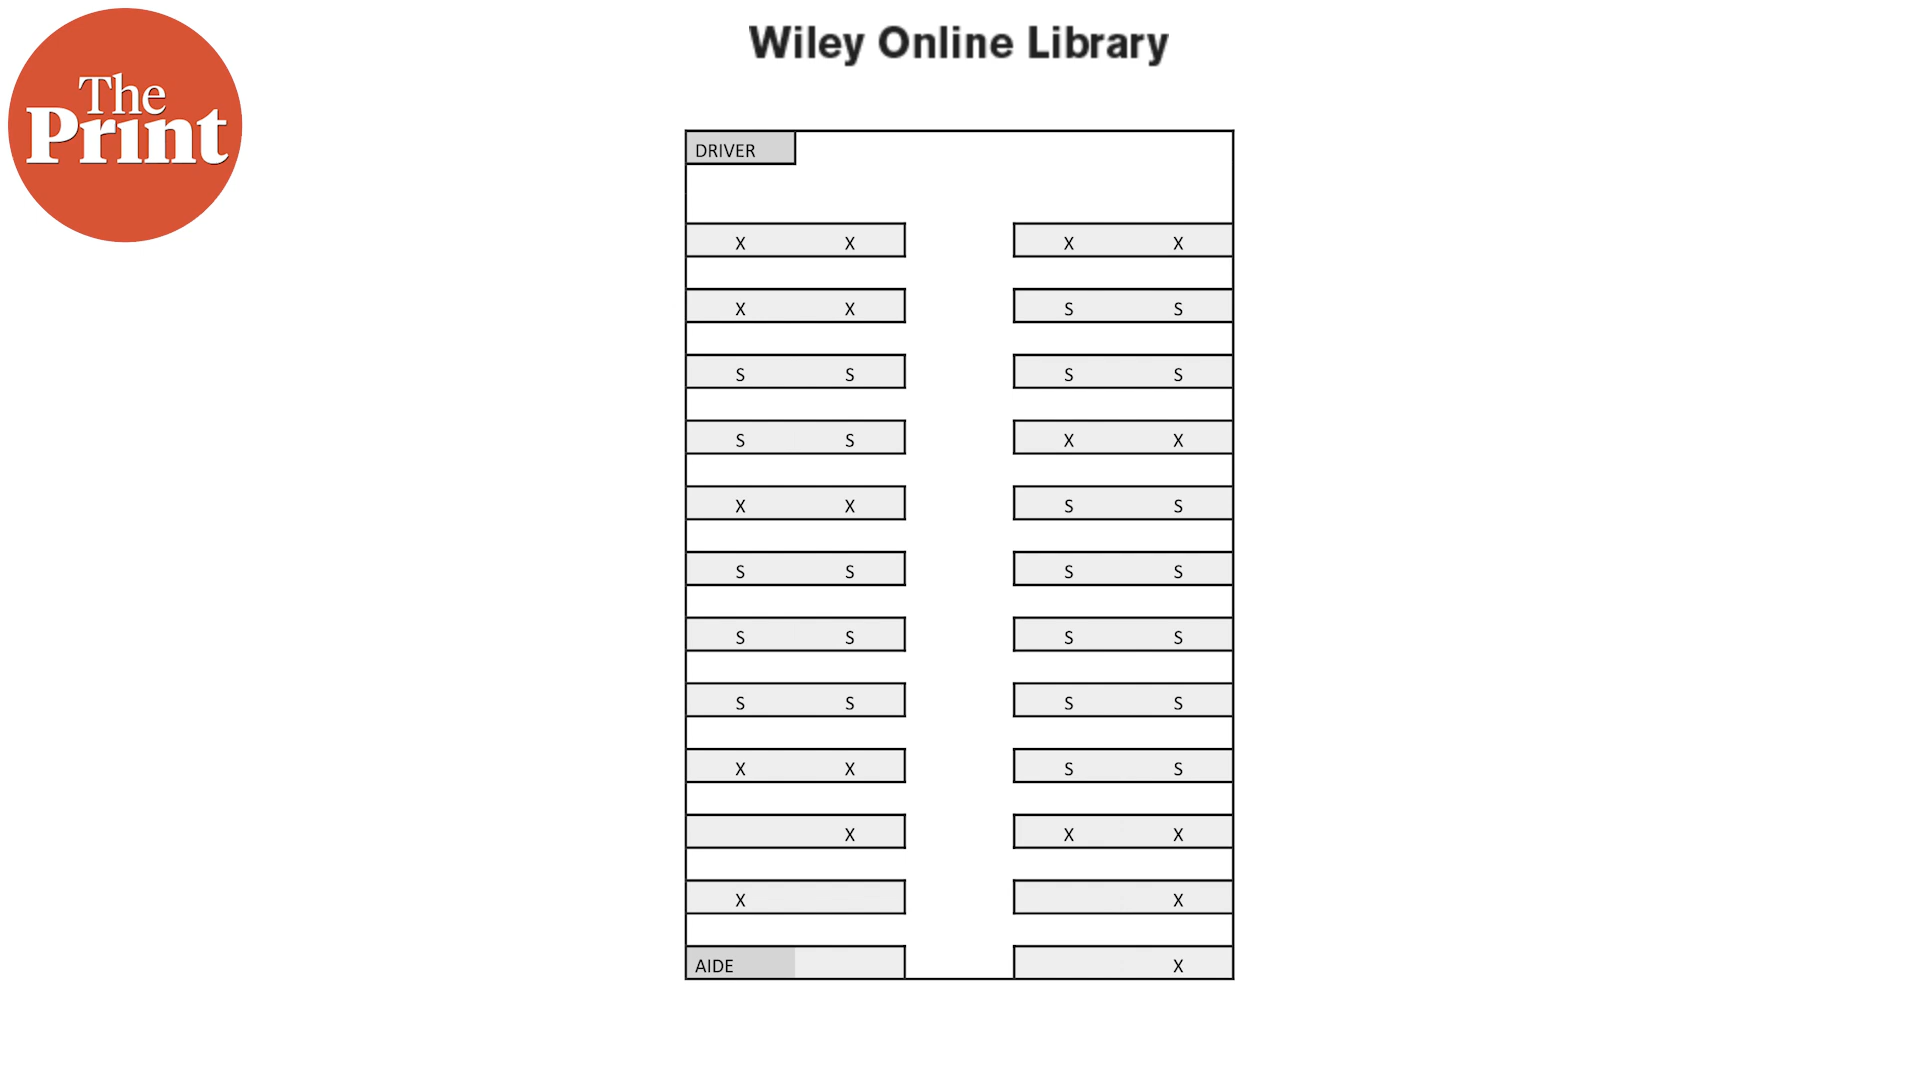 The
Print
Wiley Online Library
DRIVER
X X X X
X X S S
S S S S
S S X X
X X S S
S S S S
S S S S
S S S S
X X S S
X X X
X X
AIDE X